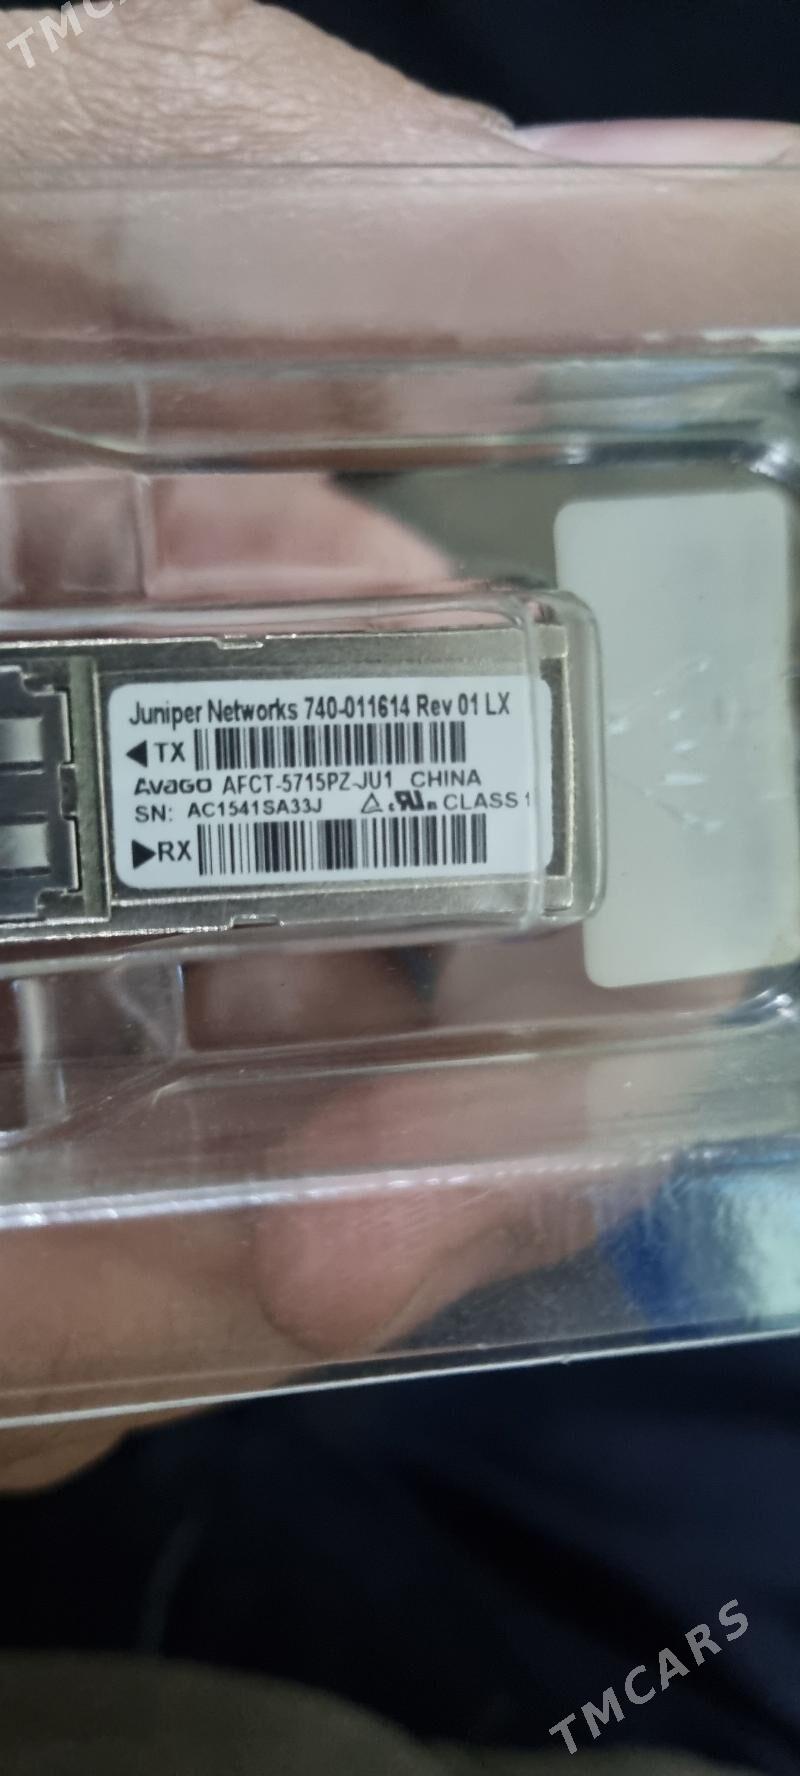 TMCA
Juniper Networks 740-011614 Rev 01 LX
TX
AVAGO AFCT-5715PZ-JU1 CHINA
SN: AC1541SA33J CLASS 1
RX
TMCARS